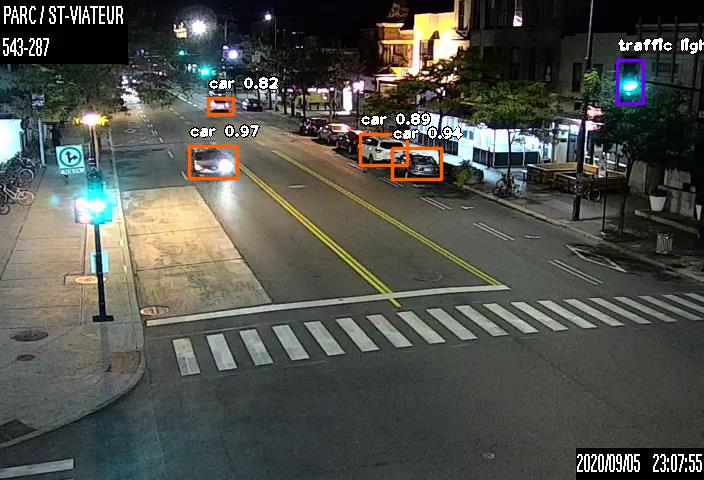 PARC / ST-VIATEUR
543-287
car 0.82
traffic ligh
car 0.89
car 0.97
car 0.94
2020/09/05 23:07:55